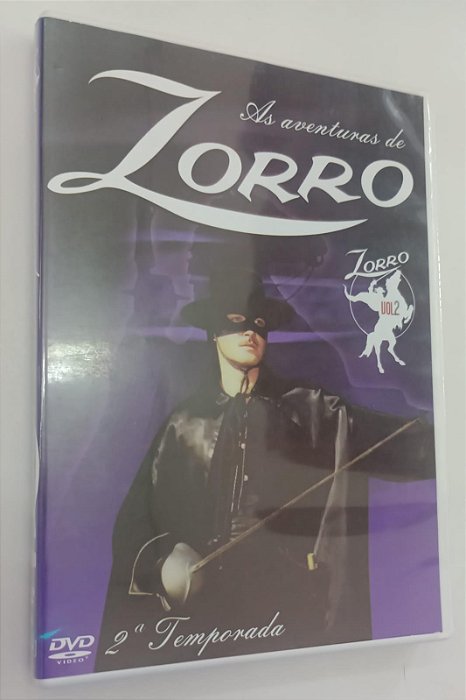 As aventuras de
ZORRO
ZORRO
VOL2
2ª Temporada
DVD
VIDEO